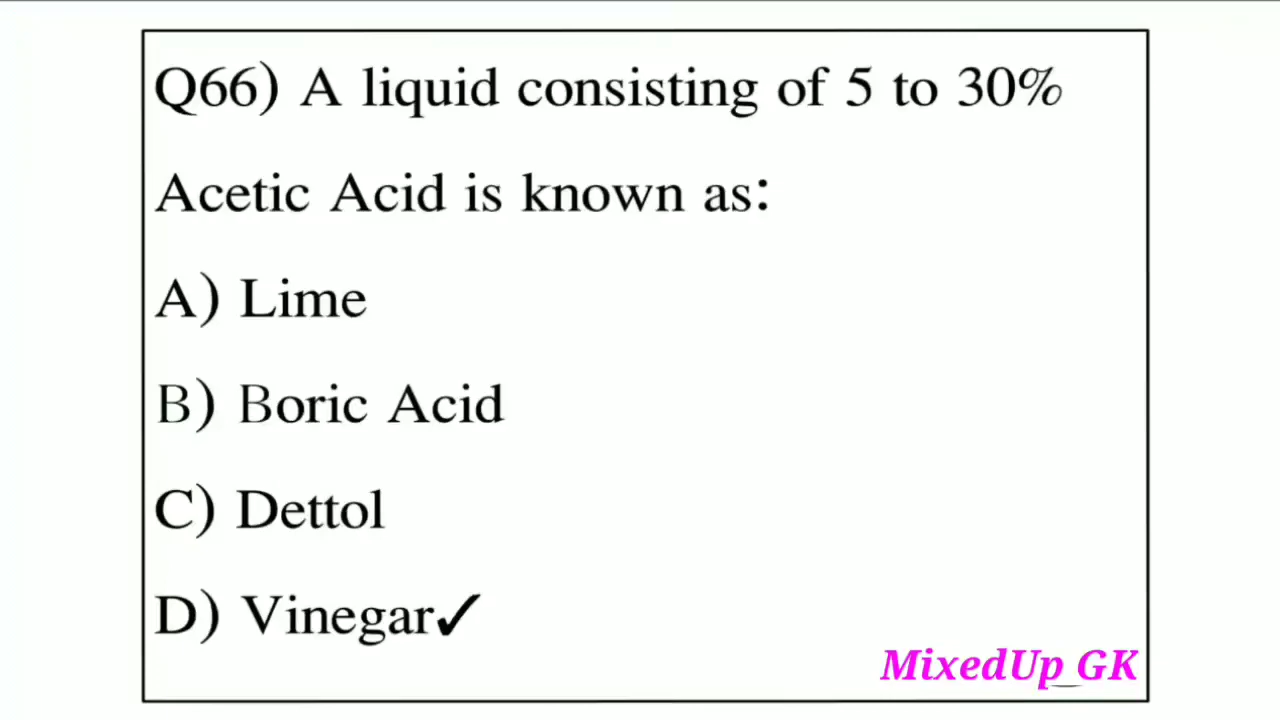 Q66) A liquid consisting of 5 to 30%
Acetic Acid is known as:
A) Lime
B) Boric Acid
C) Dettol
D) Vinegar✓
MixedUp_GK